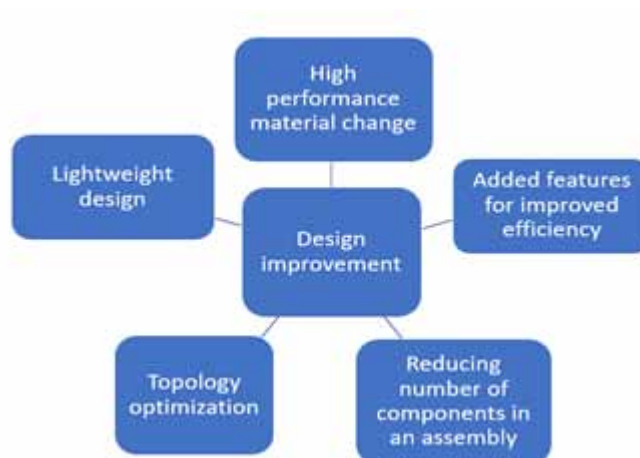 High
performance
material change
Lightweight
design
Added features
for improved
efficiency
Design
improvement
Topology
optimization
Reducing
number of
components in
an assembly